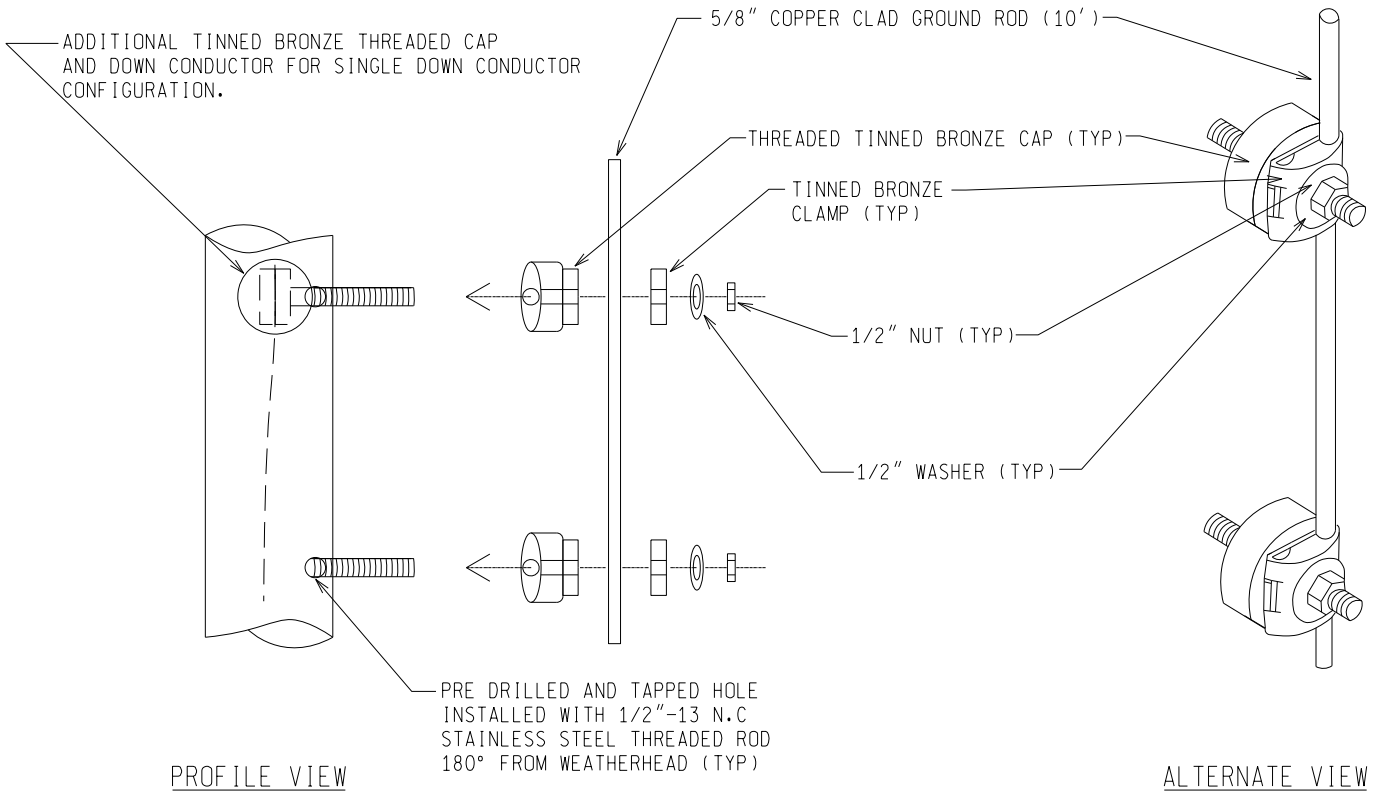 5/8" COPPER CLAD GROUND ROD (10')
ADDITIONAL TINNED BRONZE THREADED CAP
AND DOWN CONDUCTOR FOR SINGLE DOWN CONDUCTOR
CONFIGURATION.
THREADED TINNED BRONZE CAP (TYP)
TINNED BRONZE
CLAMP (TYP)
1/2" NUT (TYP)
1/2" WASHER (TYP)
PRE DRILLED AND TAPPED HOLE
INSTALLED WITH 1/2"-13 N.C
STAINLESS STEEL THREADED ROD
180° FROM WEATHERHEAD (TYP)
PROFILE VIEW
ALTERNATE VIEW